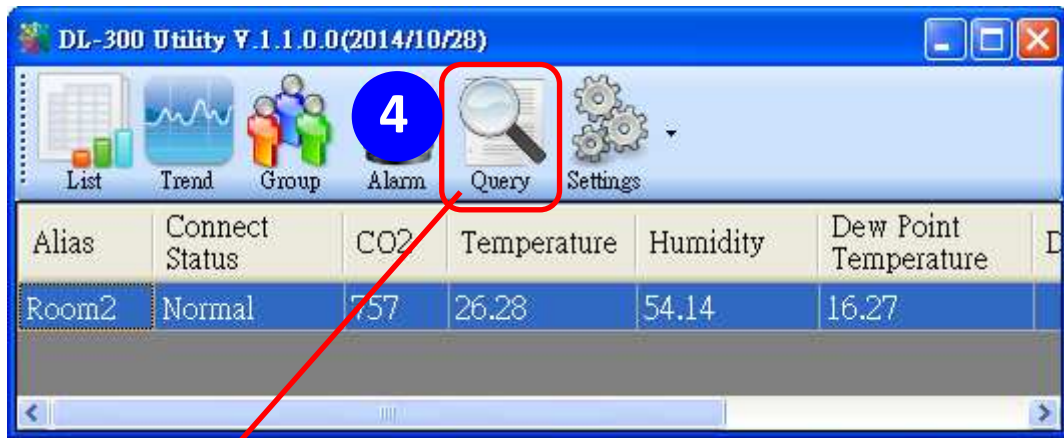 DL-300 Utility V.1.1.0.0(2014/10/28)
4
List Trend Group Alarm Query Settings
Alias Connect Status CO2 Temperature Humidity Dew Point Temperature D
Room2 Normal 757 26.28 54.14 16.27